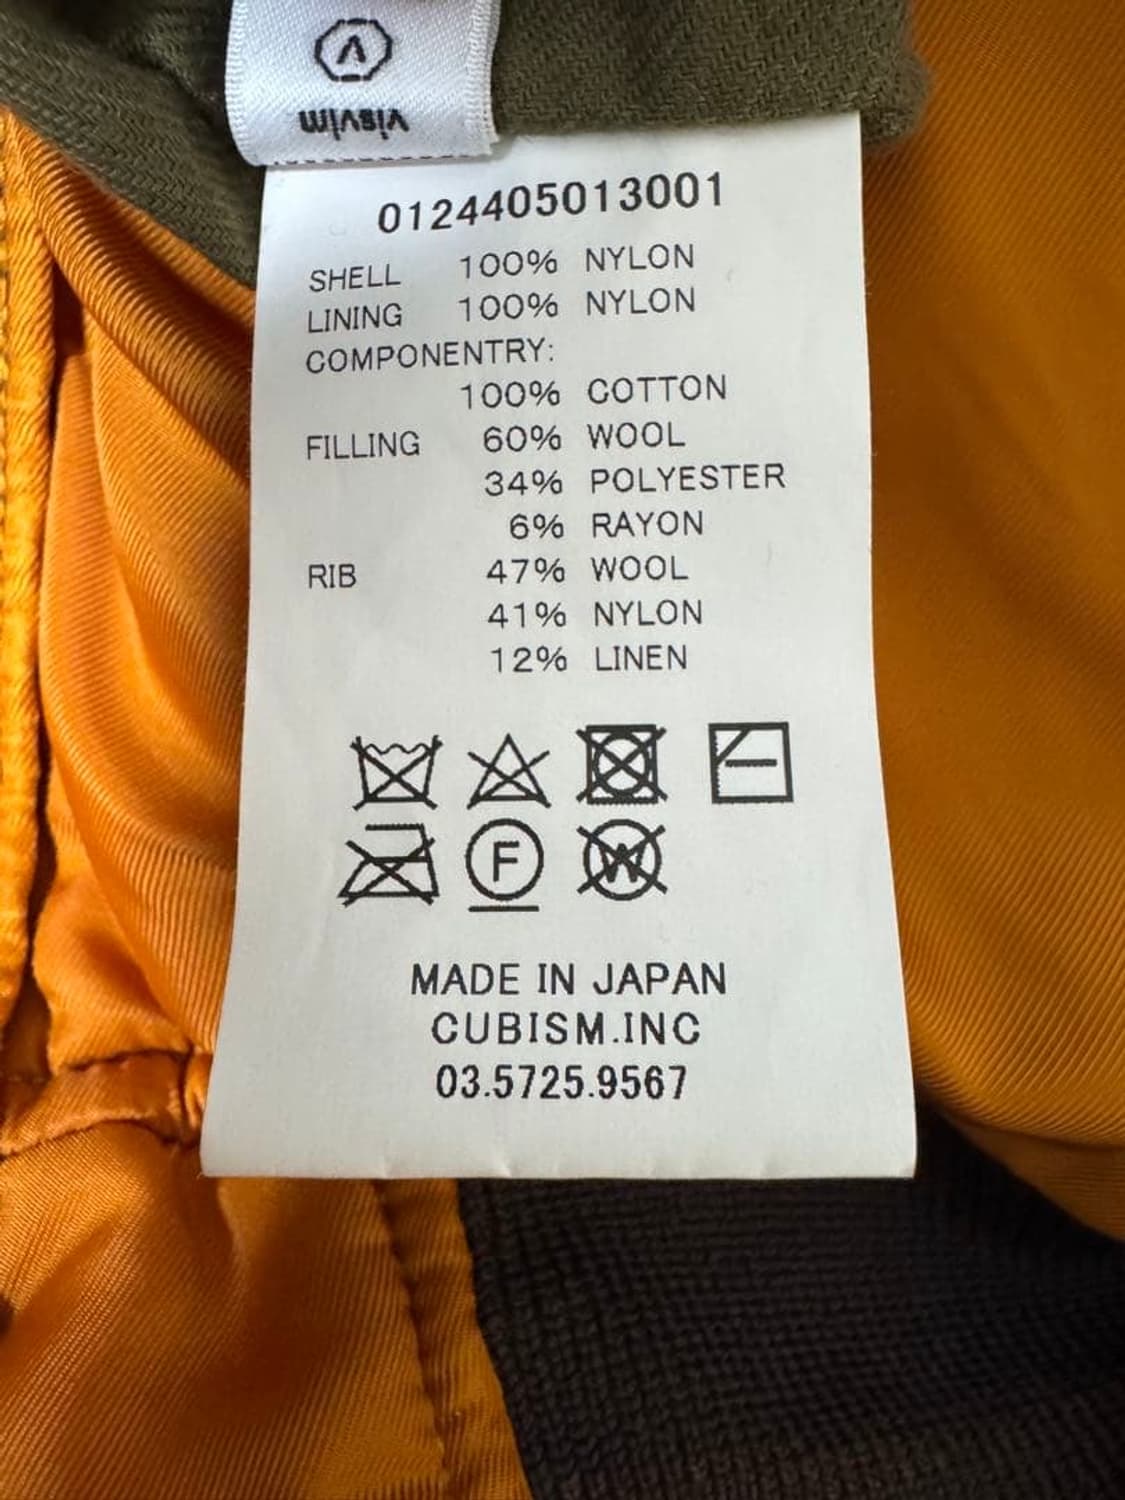 visvim
0124405013001
SHELL 100% NYLON
LINING 100% NYLON
COMPONENTRY:
100% COTTON
FILLING 60% WOOL
34% POLYESTER
6% RAYON
RIB 47% WOOL
41% NYLON
12% LINEN
F
W
MADE IN JAPAN
CUBISM.INC
03.5725.9567